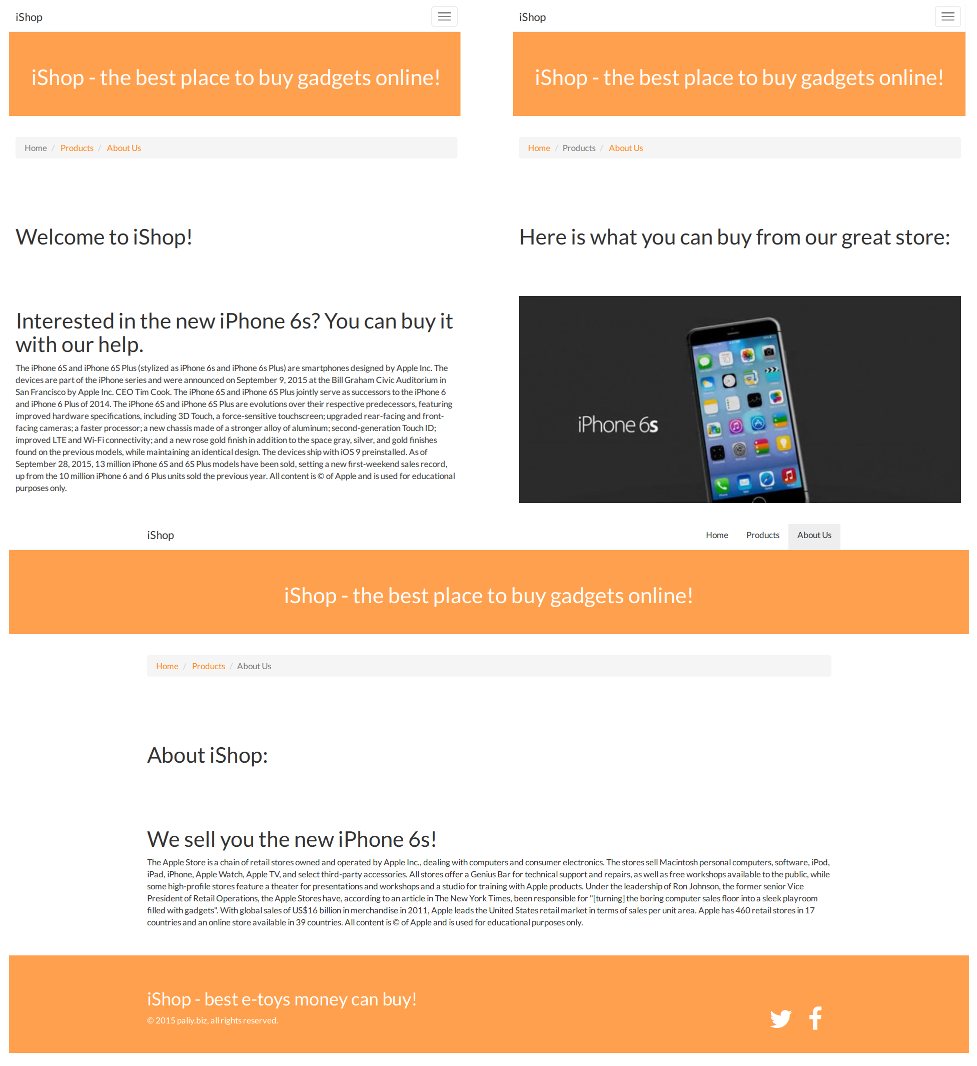 iShop
iShop - the best place to buy gadgets online!
Home / Products / About Us
Welcome to iShop!
Interested in the new iPhone 6s? You can buy it
with our help.
The iPhone 6S and iPhone 6S Plus (stylized as iPhone 6s and iPhone 6s Plus) are smartphones designed by Apple Inc. The
devices are part of the iPhone series and were announced on September 9, 2015 at the Bill Graham Civic Auditorium in
San Francisco by Apple Inc. CEO Tim Cook. The iPhone 6S and iPhone 6S Plus jointly serve as successors to the iPhone 6
and iPhone 6 Plus of 2014. The iPhone 6S and iPhone 6S Plus are evolutions over their respective predecessors, featuring
improved hardware specifications, including 3D Touch, a force-sensitive touchscreen; upgraded rear-facing and front-
facing cameras; a faster processor; a new chassis made of a stronger alloy of aluminum; second-generation Touch ID;
improved LTE and Wi-Fi connectivity; and a new rose gold finish in addition to the space gray, silver, and gold finishes
found on the previous models, while maintaining an identical design. The devices ship with iOS 9 preinstalled. As of
September 28, 2015, 13 million iPhone 6S and 6S Plus models have been sold, setting a new first-weekend sales record,
up from the 10 million iPhone 6 and 6 Plus units sold the previous year. All content is © of Apple and is used for educational
purposes only.
iShop
iShop - the best place to buy gadgets online!
Home / Products / About Us
Here is what you can buy from our great store:
iPhone 6s
iShop
Home Products About Us
iShop - the best place to buy gadgets online!
Home / Products / About Us
About iShop:
We sell you the new iPhone 6s!
The Apple Store is a chain of retail stores owned and operated by Apple Inc., dealing with computers and consumer electronics. The stores sell Macintosh personal computers, software, iPod,
iPad, iPhone, Apple Watch, Apple TV, and select third-party accessories. All stores offer a Genius Bar for technical support and repairs, as well as free workshops available to the public, while
some high-profile stores feature a theater for presentations and workshops and a studio for training with Apple products. Under the leadership of Ron Johnson, the former senior Vice
President of Retail Operations, the Apple Stores have, according to an article in The New York Times, been responsible for "[turning] the boring computer sales floor into a sleek playroom
filled with gadgets". With global sales of US$16 billion in merchandise in 2011, Apple leads the United States retail market in terms of sales per unit area. Apple has 460 retail stores in 17
countries and an online store available in 39 countries. All content is © of Apple and is used for educational purposes only.
iShop - best e-toys money can buy!
© 2015 paliy.biz, all rights reserved.